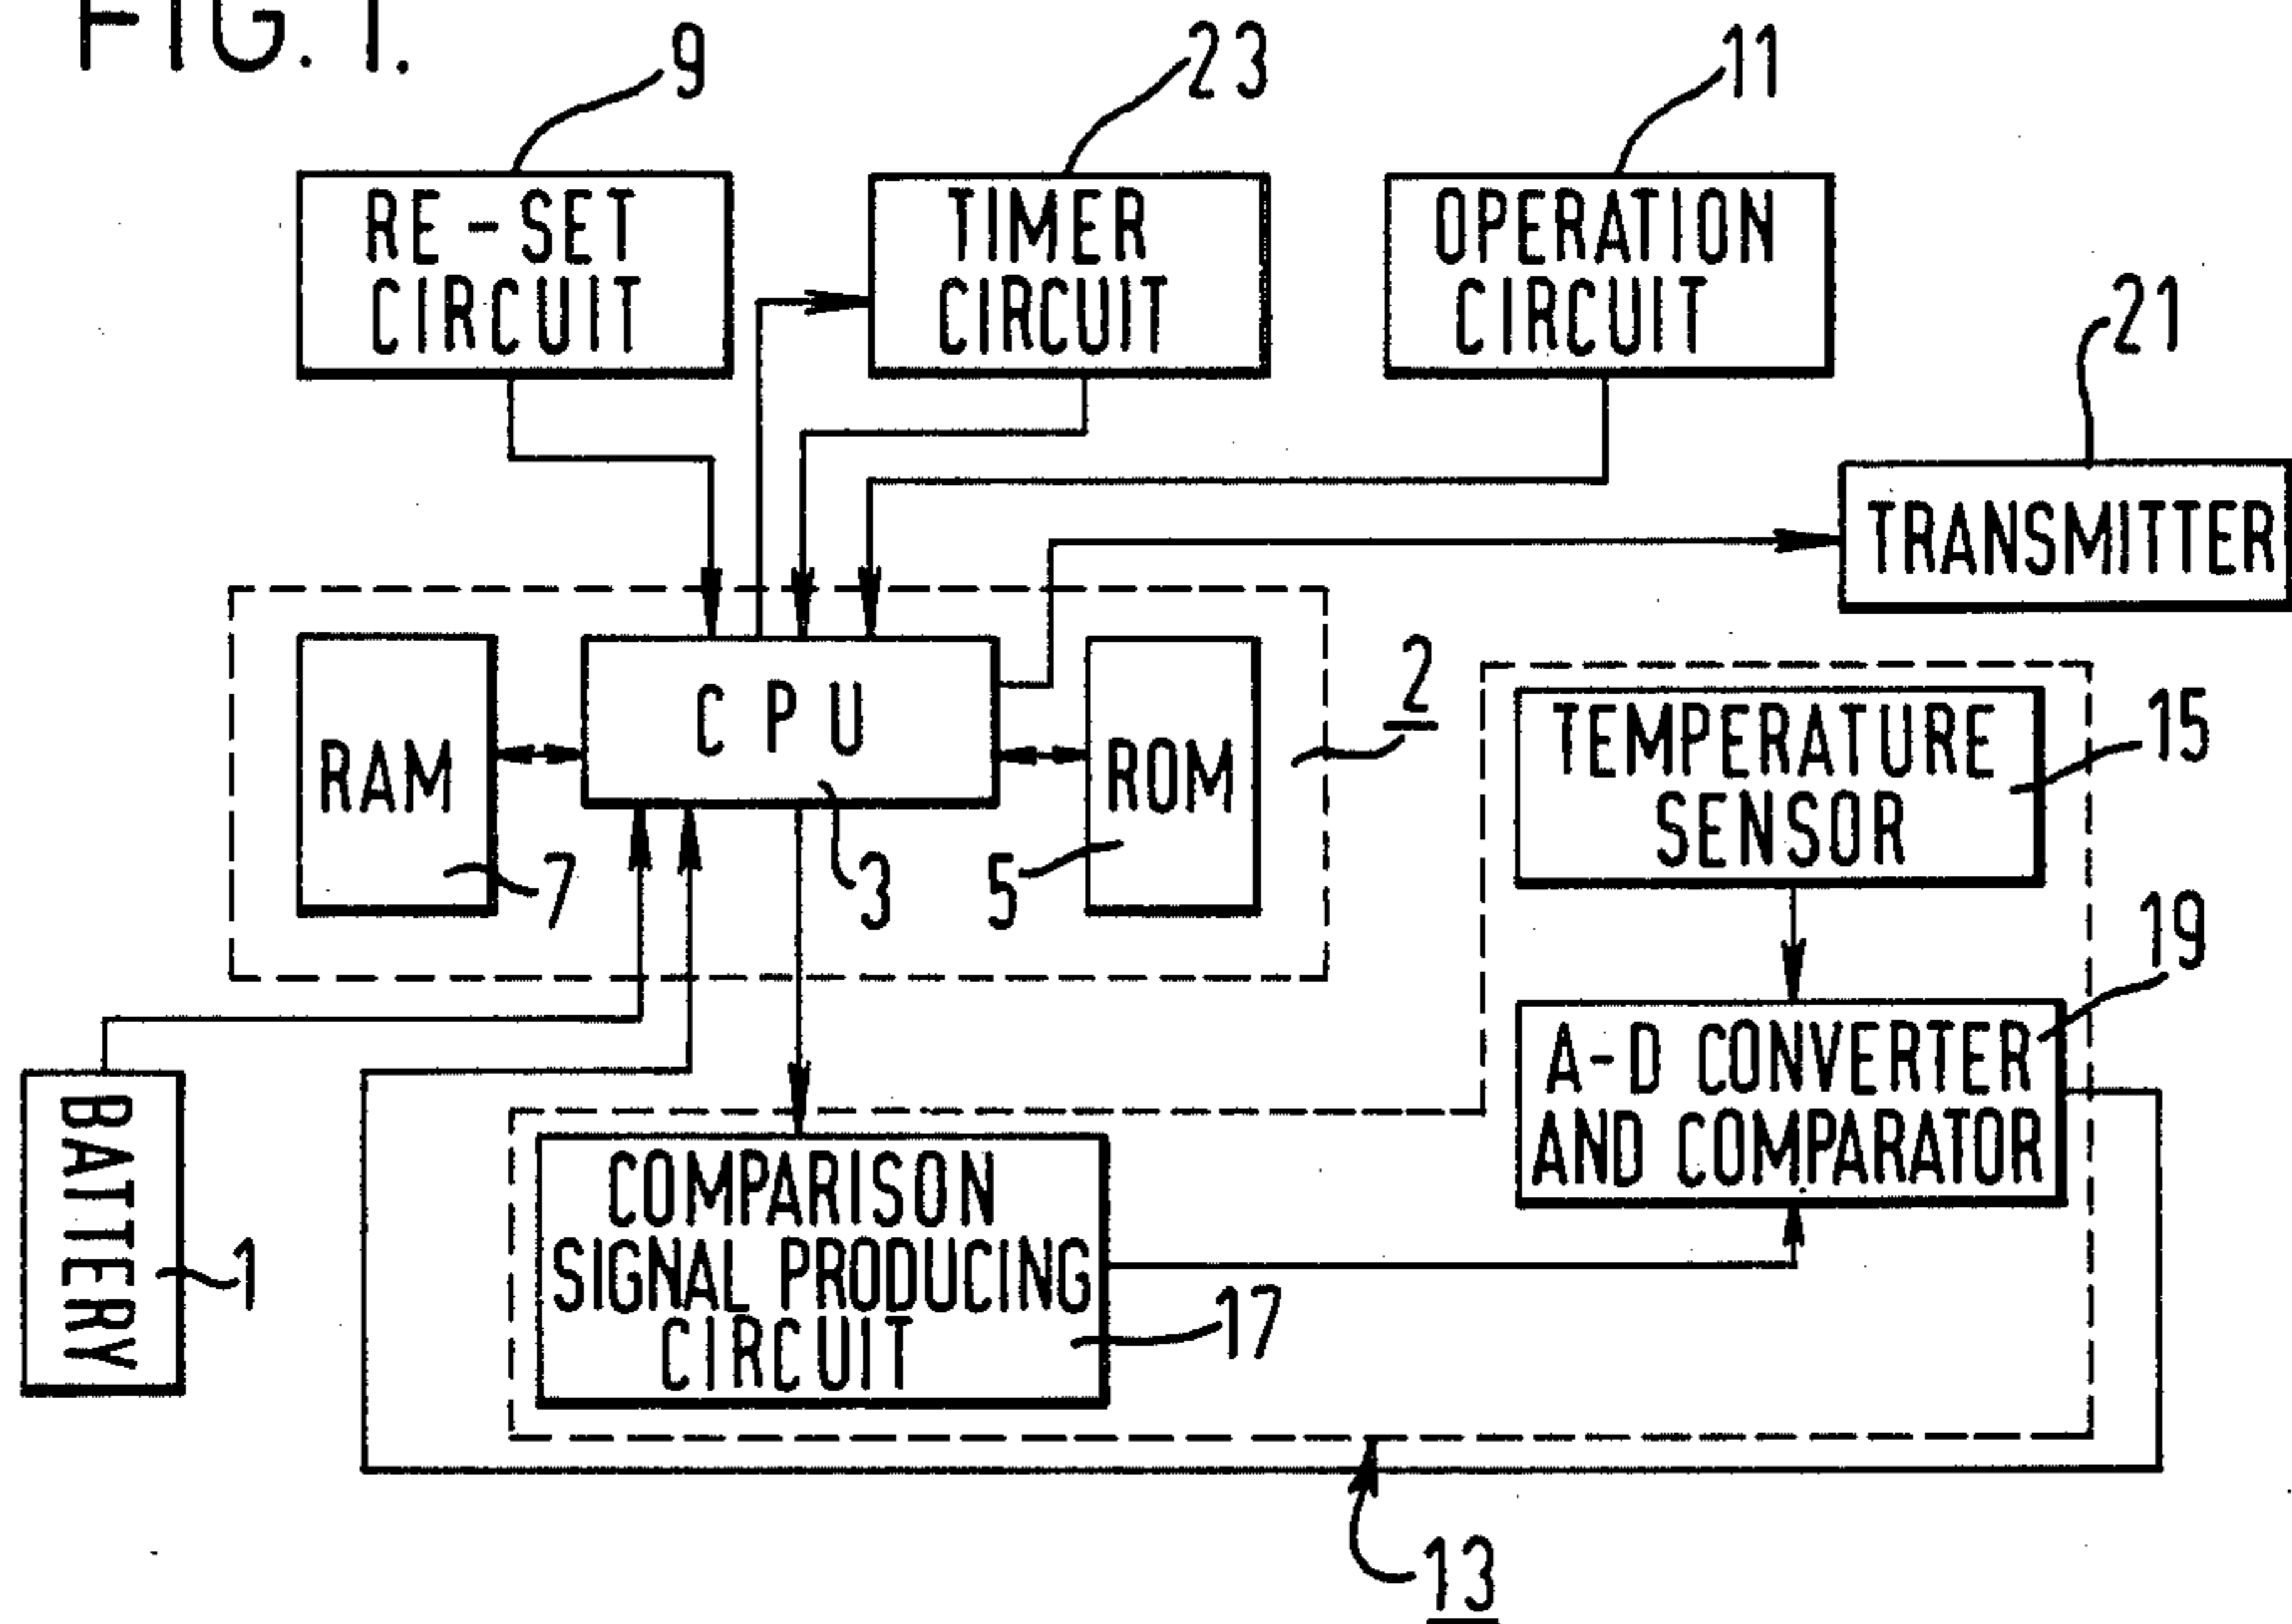 FIG. 1.
9
23
11
RE-SET
CIRCUIT
TIMER
CIRCUIT
OPERATION
CIRCUIT
21
TRANSMITTER
2
CPU
RAM
ROM
7
3
5
TEMPERATURE
SENSOR
15
19
A-D CONVERTER
AND COMPARATOR
BATTERY
1
COMPARISON
SIGNAL PRODUCING
CIRCUIT
17
13